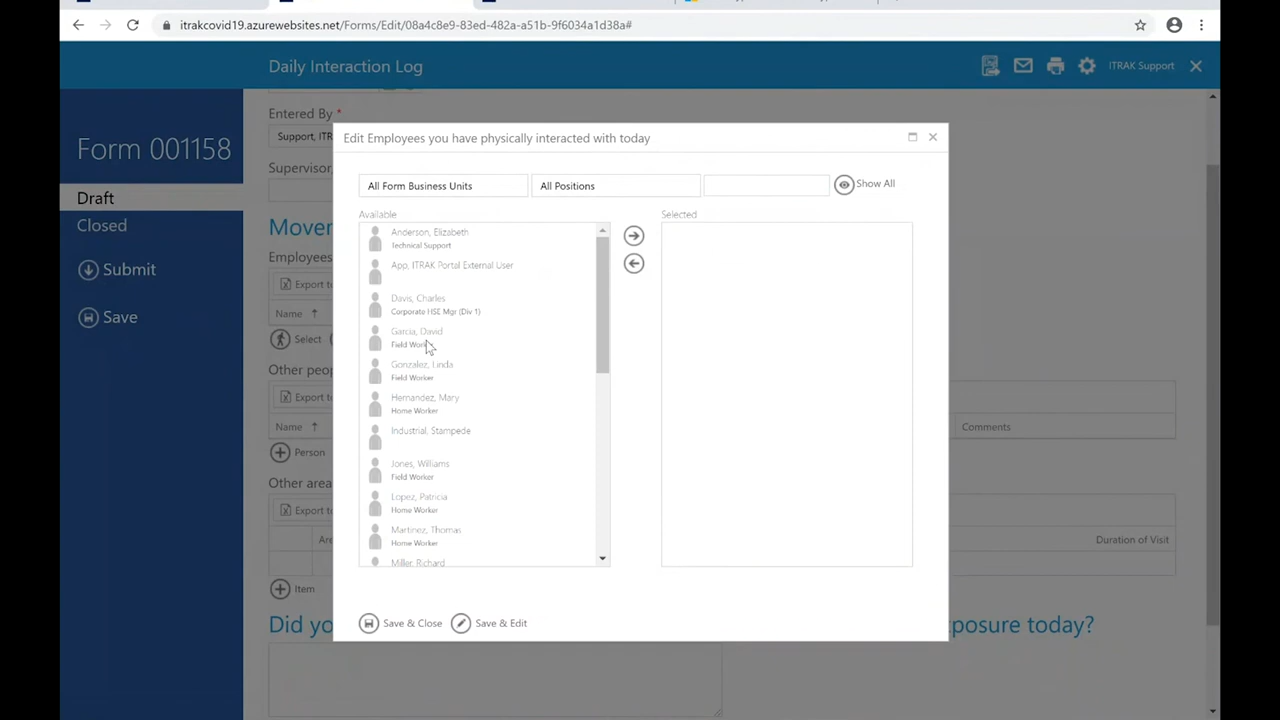 itrakcovid19.azurewebsites.net/Forms/Edit/08a4c8e9-83ed-482a-a51b-9f6034a1d38a#
Daily Interaction Log
ITRAK Support
Form 001158
Draft
Closed
Submit
Save
Entered By *
Support, ITR
Supervisor,
Mover
Employees
Export to
Name
Select
Other peop
Export to
Name
Comments
Person
Other area
Export to
Are
Duration of Visit
Item
Did yo
posure today?
Edit Employees you have physically interacted with today
All Form Business Units
All Positions
Show All
Available
Selected
Anderson, Elizabeth
Technical Support
App, ITRAK Portal External User
Davis, Charles
Corporate HSE Mgr (Div 1)
Garcia, David
Field Worker
Gonzalez, Linda
Field Worker
Hernandez, Mary
Home Worker
Industrial, Stampede
Jones, Williams
Field Worker
Lopez, Patricia
Home Worker
Martinez, Thomas
Home Worker
Miller, Richard
Save & Close
Save & Edit